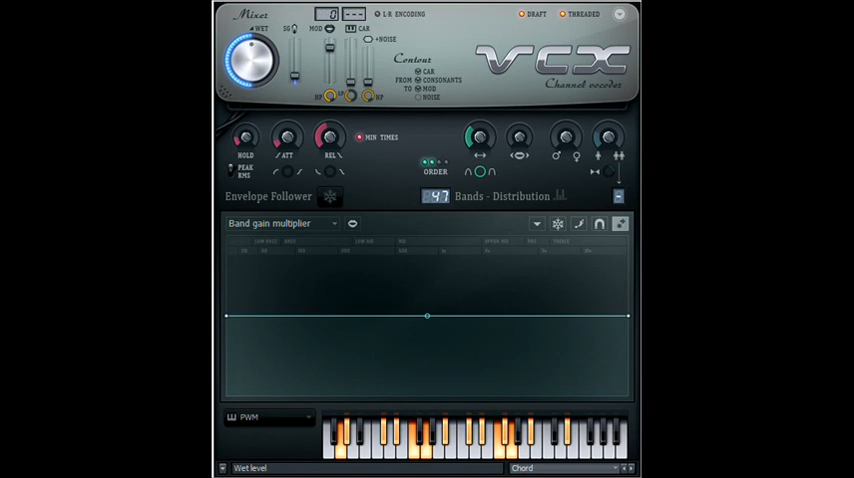 Mixer 0 --- L-R ENCODING DRAFT THREADED
WET SG MOD CAR
+NOISE
Contour
CAR
FROM CONSONANTS
TO MOD
NOISE
VCX
Channel vocoder
HP LP HP
MIN TIMES
HOLD ATT REL
PEAK
RMS
ORDER
Envelope Follower 47 Bands - Distribution
Band gain multiplier
PWM
Wet level Chord